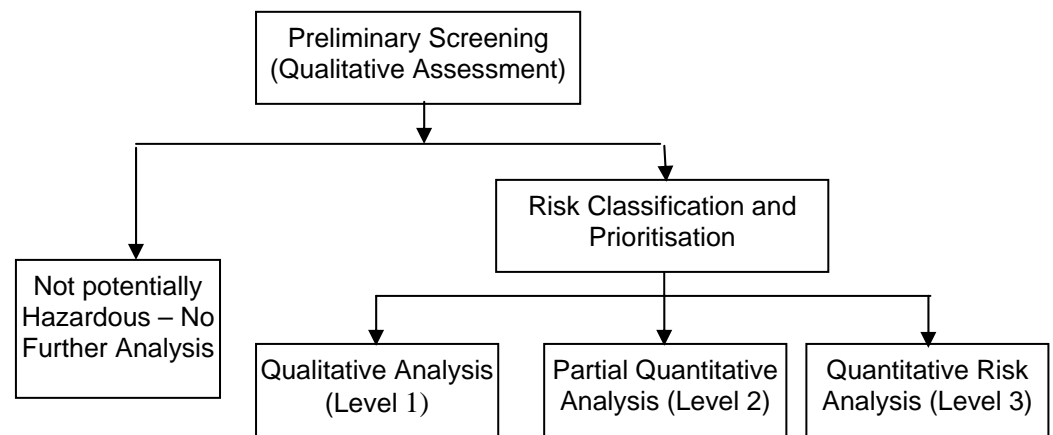 Preliminary Screening
(Qualitative Assessment)
Risk Classification and
Prioritisation
Not potentially
Hazardous – No
Further Analysis
Qualitative Analysis
(Level 1)
Partial Quantitative
Analysis (Level 2)
Quantitative Risk
Analysis (Level 3)